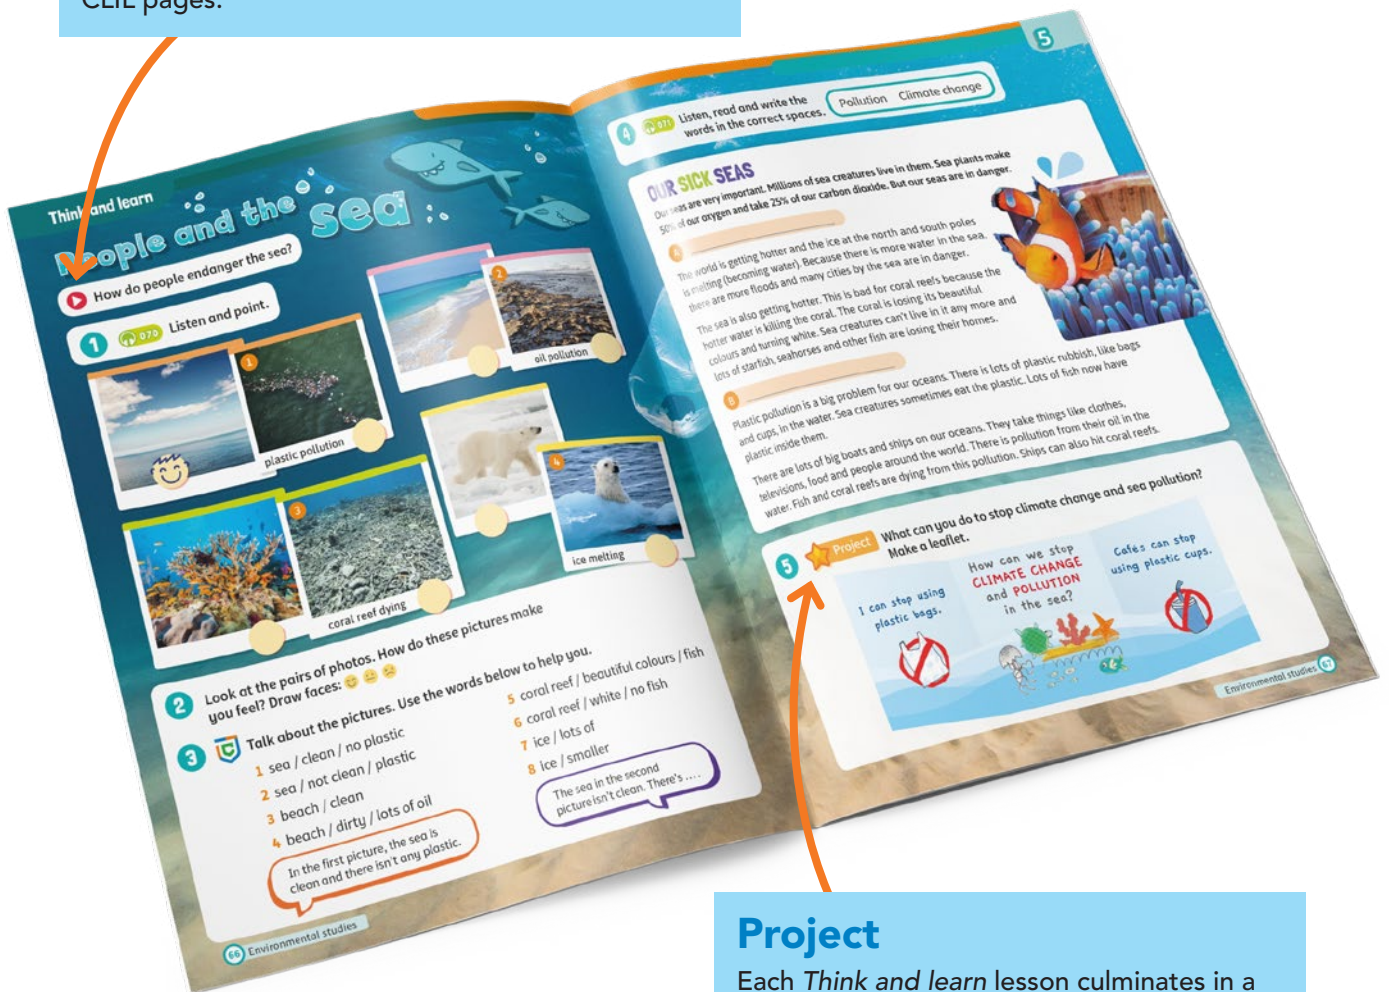 CLIL pages.
Think and learn
People and the sea
How do people endanger the sea?
1 070 Listen and point.
1
plastic pollution
2
oil pollution
3
coral reef dying
4
ice melting
2 Look at the pairs of photos. How do these pictures make
you feel? Draw faces:
3 Talk about the pictures. Use the words below to help you.
1 sea / clean / no plastic
2 sea / not clean / plastic
3 beach / clean
4 beach / dirty / lots of oil
5 coral reef / beautiful colours / fish
6 coral reef / white / no fish
7 ice / lots of
8 ice / smaller
In the first picture, the sea is
clean and there isn't any plastic.
The sea in the second
picture isn't clean. There's ....
66 Environmental studies
5
4 071 Listen, read and write the
words in the correct spaces.
Pollution Climate change
OUR SICK SEAS
Our seas are very important. Millions of sea creatures live in them. Sea plants make
50% of our oxygen and take 25% of our carbon dioxide. But our seas are in danger.
A
The world is getting hotter and the ice at the north and south poles
is melting (becoming water). Because there is more water in the sea,
there are more floods and many cities by the sea are in danger.
The sea is also getting hotter. This is bad for coral reefs because the
hotter water is killing the coral. The coral is losing its beautiful
colours and turning white. Sea creatures can't live in it any more and
lots of starfish, seahorses and other fish are losing their homes.
B
Plastic pollution is a big problem for our oceans. There is lots of plastic rubbish, like bags
and cups, in the water. Sea creatures sometimes eat the plastic. Lots of fish now have
plastic inside them.
There are lots of big boats and ships on our oceans. They take things like clothes,
televisions, food and people around the world. There is pollution from their oil in the
water. Fish and coral reefs are dying from this pollution. Ships can also hit coral reefs.
5 Project What can you do to stop climate change and sea pollution?
Make a leaflet.
I can stop using
plastic bags.
How can we stop
CLIMATE CHANGE
and POLLUTION
in the sea?
Cafés can stop
using plastic cups.
Environmental studies 67
Project
Each Think and learn lesson culminates in a